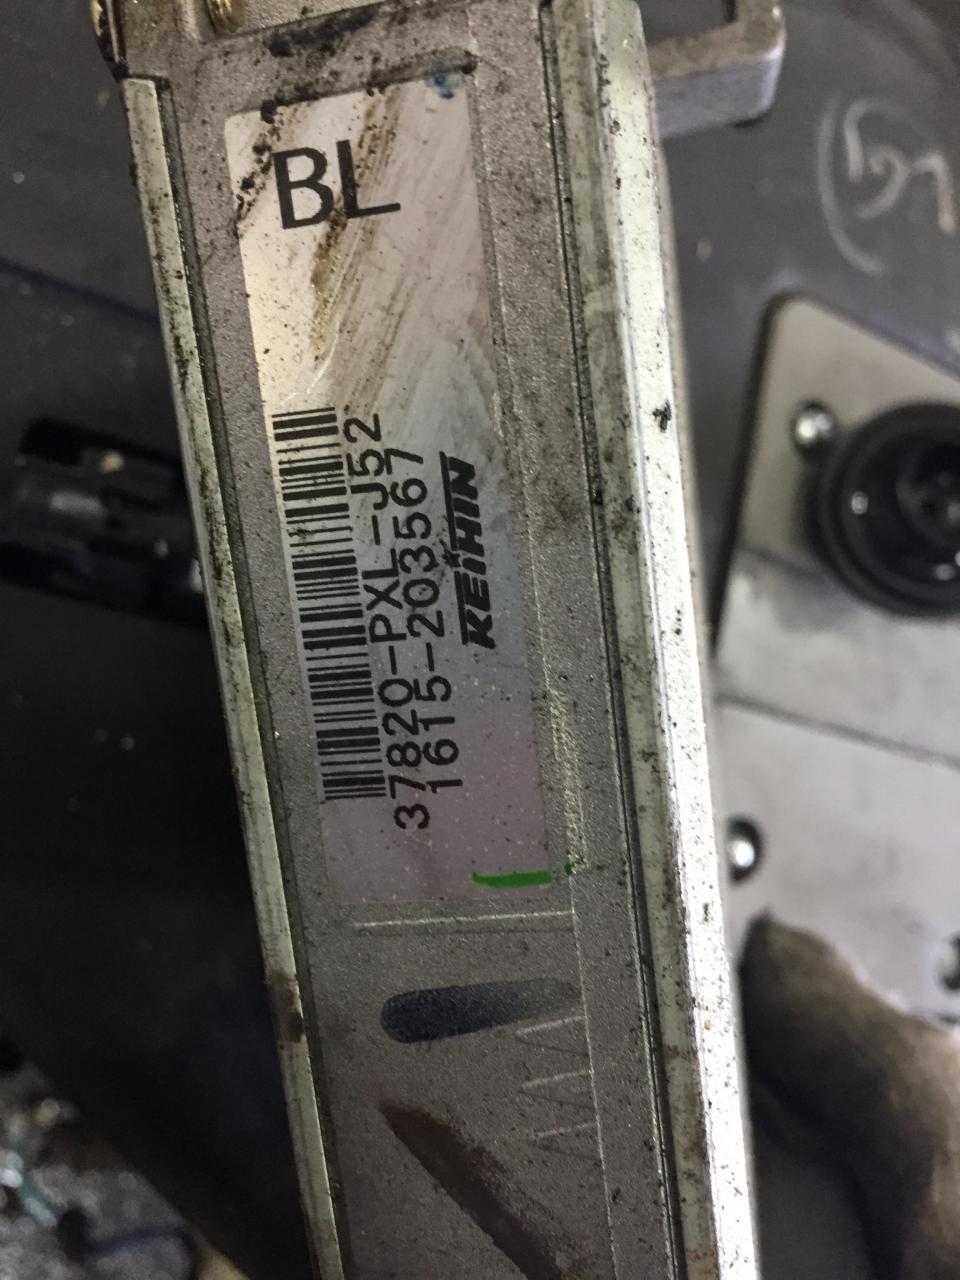 BL
37820-PXL-J52
1615-203567
KEIHIN